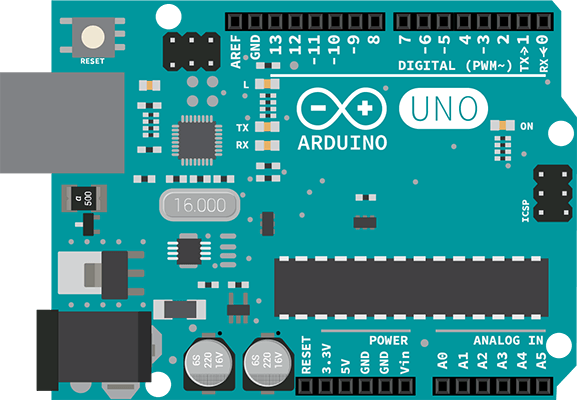 RESET
AREF
GND
13
12
~11
~10
~9
8
7
~6
~5
4
~3
2
TX→1
RX←0
DIGITAL (PWM~)
L
TX
RX
UNO
ARDUINO
ON
16.000
ICSP
α
500
6S
220
16V
6S
220
16V
POWER
ANALOG IN
RESET
3.3V
5V
GND
GND
Vin
A0
A1
A2
A3
A4
A5